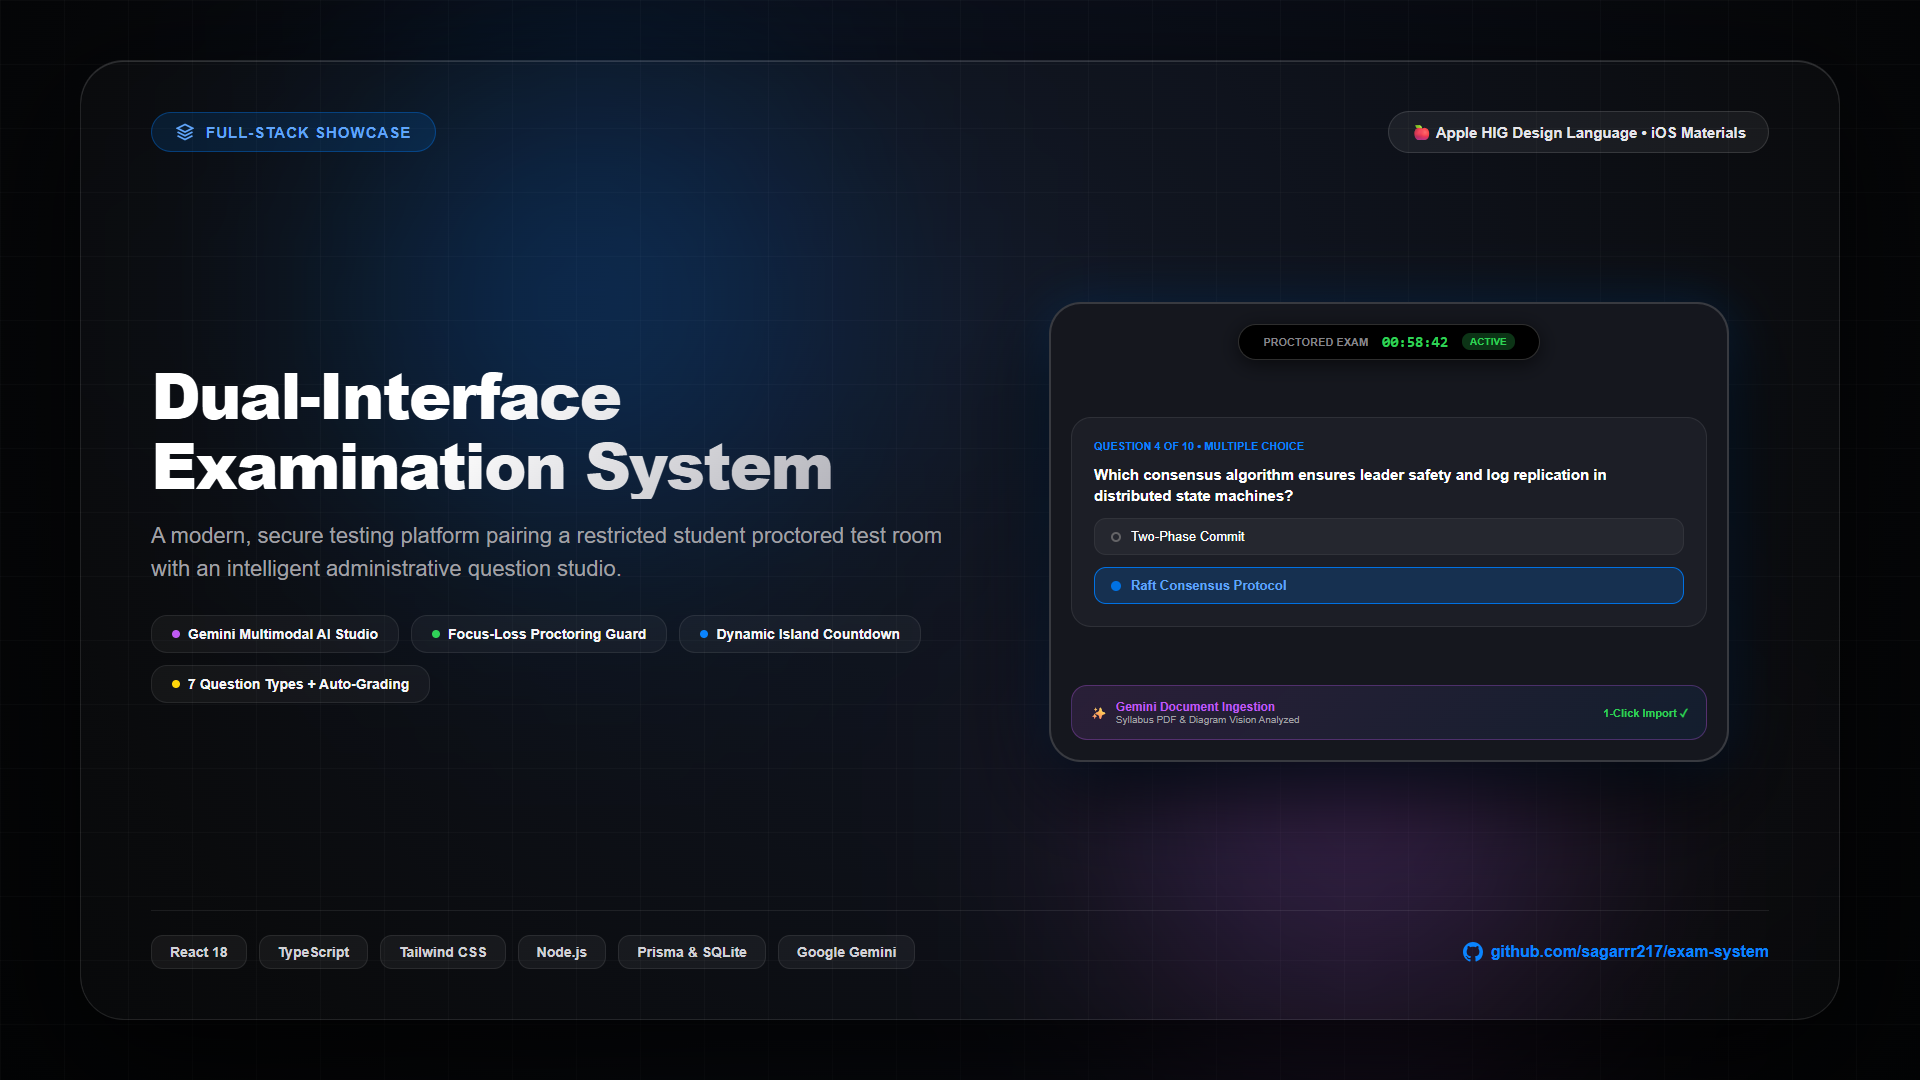 FULL-STACK SHOWCASE
Apple HIG Design Language • iOS Materials
Dual-Interface
Examination System
A modern, secure testing platform pairing a restricted student proctored test room
with an intelligent administrative question studio.
Gemini Multimodal AI Studio
Focus-Loss Proctoring Guard
Dynamic Island Countdown
7 Question Types + Auto-Grading
PROCTORED EXAM 00:58:42 ACTIVE
QUESTION 4 OF 10 • MULTIPLE CHOICE
Which consensus algorithm ensures leader safety and log replication in
distributed state machines?
Two-Phase Commit
Raft Consensus Protocol
Gemini Document Ingestion
Syllabus PDF & Diagram Vision Analyzed
1-Click Import ✓
React 18
TypeScript
Tailwind CSS
Node.js
Prisma & SQLite
Google Gemini
github.com/sagarrr217/exam-system